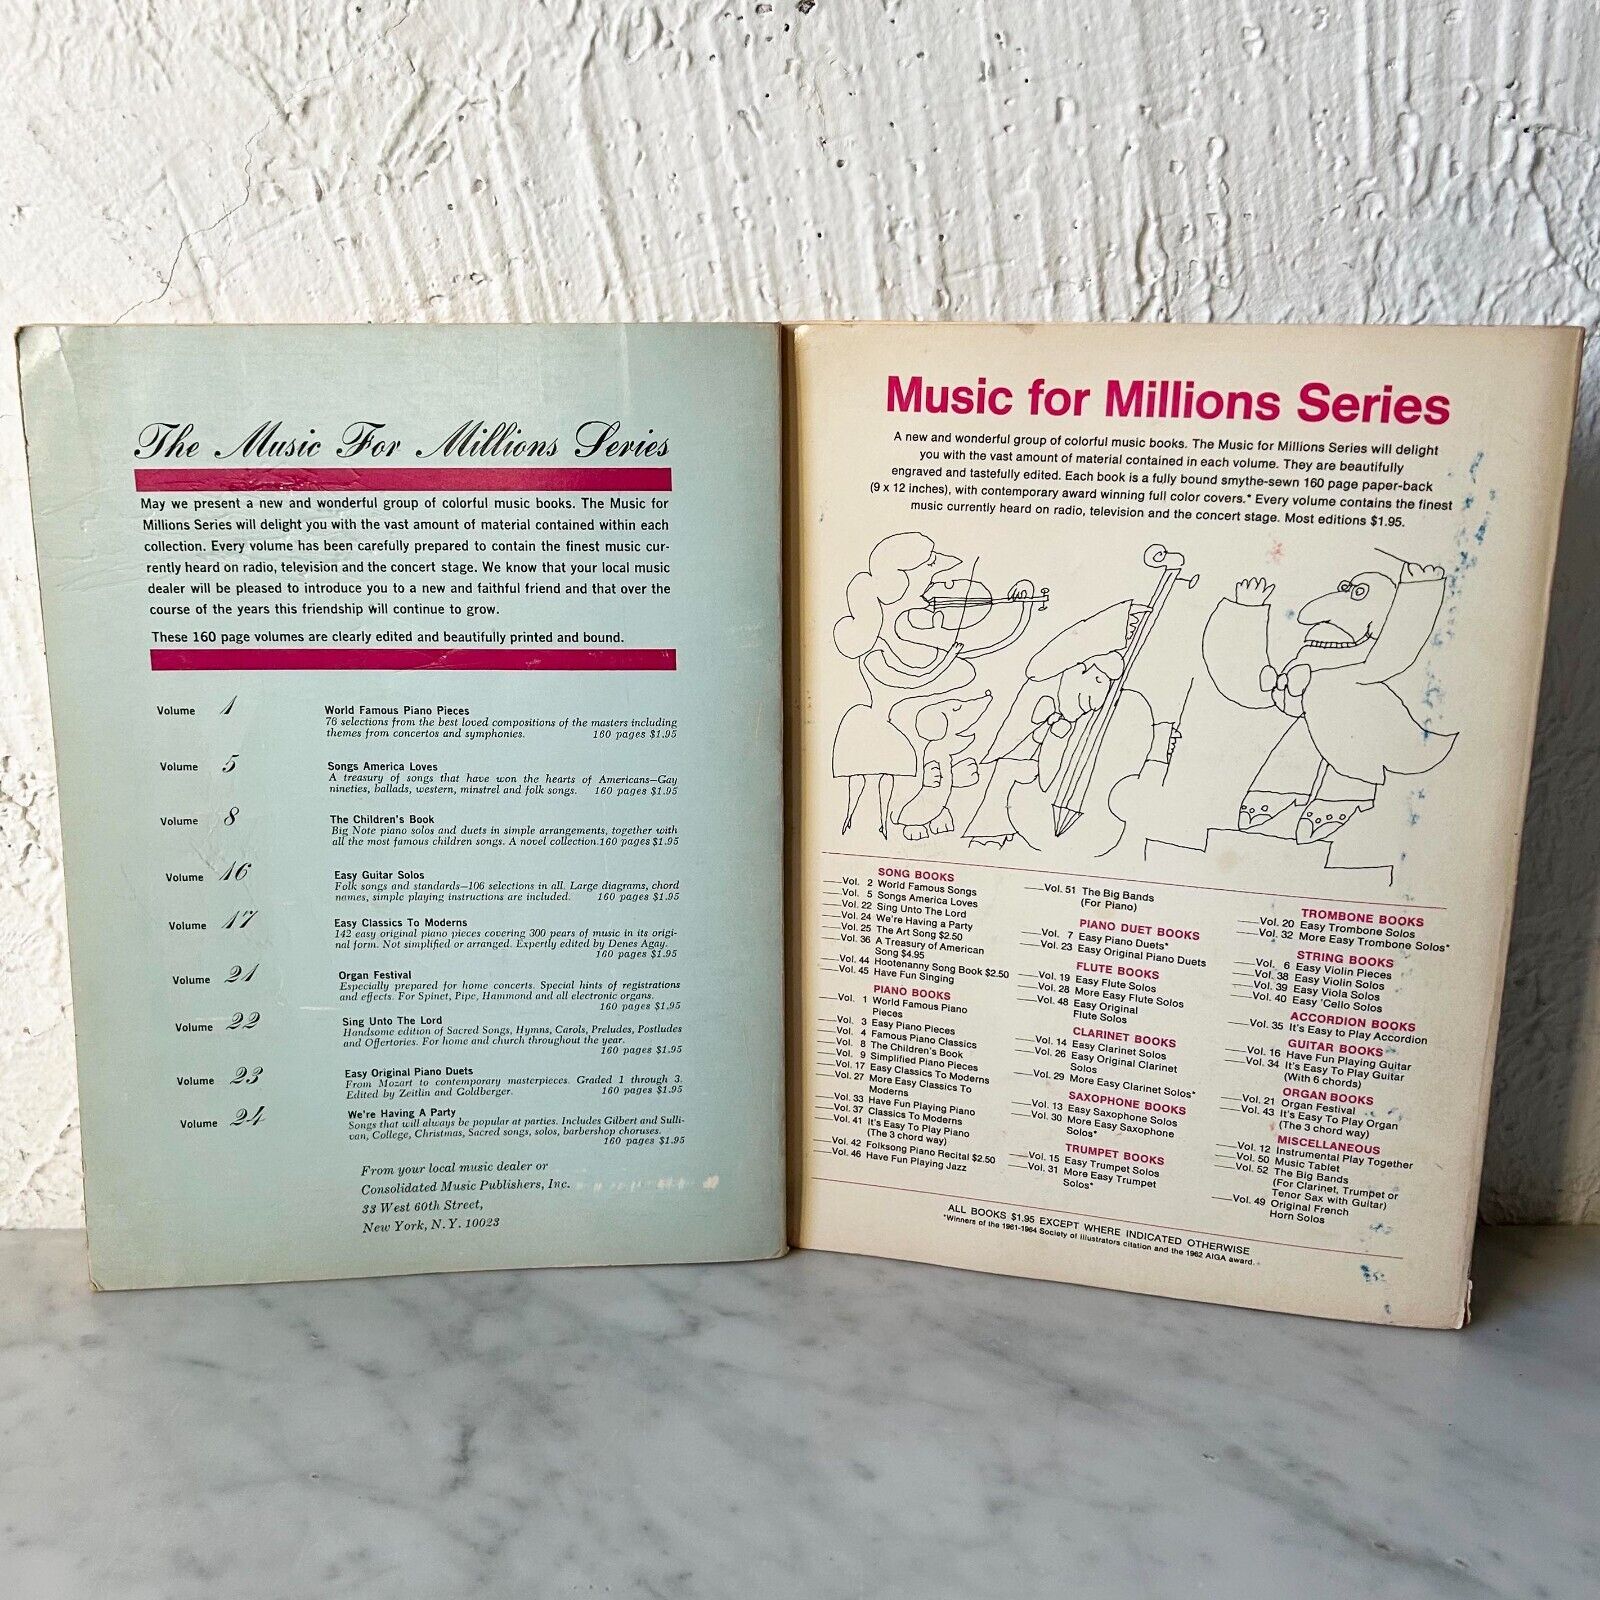 The Music For Millions Series
May we present a new and wonderful group of colorful music books. The Music for
Millions Series will delight you with the vast amount of material contained within each
collection. Every volume has been carefully prepared to contain the finest music cur-
rently heard on radio, television and the concert stage. We know that your local music
dealer will be pleased to introduce you to a new and faithful friend and that over the
course of the years this friendship will continue to grow.
These 160 page volumes are clearly edited and beautifully printed and bound.
Volume 1 World Famous Piano Pieces
76 selections from the best loved compositions of the masters including
themes from concertos and symphonies. 160 pages $1.95
Volume 5 Songs America Loves
A treasury of songs that have won the hearts of Americans—Gay
nineties, ballads, western, minstrel and folk songs. 160 pages $1.95
Volume 8 The Children's Book
Big Note piano solos and duets in simple arrangements, together with
all the most famous children songs. A novel collection. 160 pages $1.95
Volume 16 Easy Guitar Solos
Folk songs and standards—106 selections in all. Large diagrams, chord
names, simple playing instructions are included. 160 pages $1.95
Volume 17 Easy Classics To Moderns
142 easy original piano pieces covering 300 years of music in its origi-
nal form. Not simplified or arranged. Expertly edited by Denes Agay.
160 pages $1.95
Volume 21 Organ Festival
Especially prepared for home concerts. Special hints of registrations
and effects. For Spinet, Pipe, Hammond and all electronic organs.
160 pages $1.95
Volume 22 Sing Unto The Lord
Handsome edition of Sacred Songs, Hymns, Carols, Preludes, Postludes
and Offertories. For home and church throughout the year.
160 pages $1.95
Volume 23 Easy Original Piano Duets
From Mozart to contemporary masterpieces. Graded 1 through 3.
Edited by Zeitlin and Goldberger. 160 pages $1.95
Volume 24 We're Having A Party
Songs that will always be popular at parties. Includes Gilbert and Sulli-
van, College, Christmas, Sacred songs, solos, barbershop choruses.
160 pages $1.95
From your local music dealer or
Consolidated Music Publishers, Inc.
33 West 60th Street,
New York, N.Y. 10023
Music for Millions Series
A new and wonderful group of colorful music books. The Music for Millions Series will delight
you with the vast amount of material contained in each volume. They are beautifully
engraved and tastefully edited. Each book is a fully bound smythe-sewn 160 page paper-back
(9 x 12 inches), with contemporary award winning full color covers.* Every volume contains the finest
music currently heard on radio, television and the concert stage. Most editions $1.95.
SONG BOOKS
Vol. 2 World Famous Songs
Vol. 5 Songs America Loves
Vol. 22 Sing Unto The Lord
Vol. 24 We're Having a Party
Vol. 25 The Art Song $2.50
Vol. 36 A Treasury of American
Song $4.95
Vol. 44 Hootenanny Song Book $2.50
Vol. 45 Have Fun Singing
PIANO BOOKS
Vol. 1 World Famous Piano
Pieces
Vol. 3 Easy Piano Pieces
Vol. 4 Famous Piano Classics
Vol. 8 The Children's Book
Vol. 9 Simplified Piano Pieces
Vol. 17 Easy Classics To Moderns
Vol. 27 More Easy Classics To
Moderns
Vol. 33 Have Fun Playing Piano
Vol. 37 Classics To Moderns
Vol. 41 It's Easy To Play Piano
(The 3 chord way)
Vol. 42 Folksong Piano Recital $2.50
Vol. 46 Have Fun Playing Jazz
Vol. 51 The Big Bands
(For Piano)
PIANO DUET BOOKS
Vol. 7 Easy Piano Duets*
Vol. 23 Easy Original Piano Duets
FLUTE BOOKS
Vol. 19 Easy Flute Solos
Vol. 28 More Easy Flute Solos
Vol. 48 Easy Original
Flute Solos
CLARINET BOOKS
Vol. 14 Easy Clarinet Solos
Vol. 26 Easy Original Clarinet
Solos
Vol. 29 More Easy Clarinet Solos*
SAXOPHONE BOOKS
Vol. 13 Easy Saxophone Solos
Vol. 30 More Easy Saxophone
Solos*
TRUMPET BOOKS
Vol. 15 Easy Trumpet Solos
Vol. 31 More Easy Trumpet
Solos*
TROMBONE BOOKS
Vol. 20 Easy Trombone Solos
Vol. 32 More Easy Trombone Solos*
STRING BOOKS
Vol. 6 Easy Violin Pieces
Vol. 38 Easy Violin Solos
Vol. 39 Easy Viola Solos
Vol. 40 Easy 'Cello Solos
ACCORDION BOOKS
Vol. 35 It's Easy to Play Accordion
GUITAR BOOKS
Vol. 16 Have Fun Playing Guitar
Vol. 34 It's Easy To Play Guitar
(With 6 chords)
ORGAN BOOKS
Vol. 21 Organ Festival
Vol. 43 It's Easy To Play Organ
(The 3 chord way)
MISCELLANEOUS
Vol. 12 Instrumental Play Together
Vol. 50 Music Tablet
Vol. 52 The Big Bands
(For Clarinet, Trumpet or
Tenor Sax with Guitar)
Vol. 49 Original French
Horn Solos
ALL BOOKS $1.95 EXCEPT WHERE INDICATED OTHERWISE
*Winners of the 1961-1964 Society of Illustrators citation and the 1962 AIGA award.